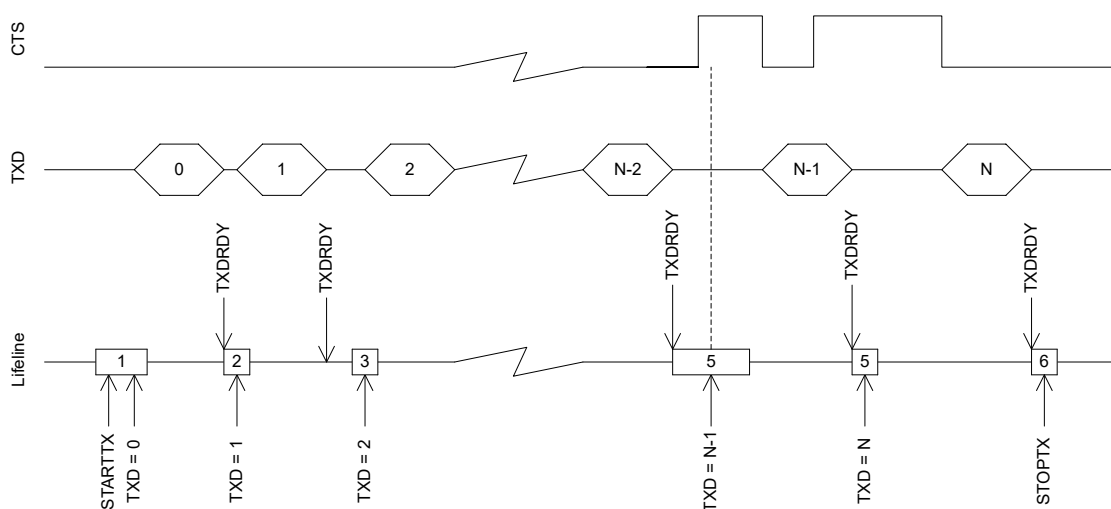 CTS
TXD
0
1
2
N-2
N-1
N
TXDRDY
TXDRDY
TXDRDY
TXDRDY
TXDRDY
Lifeline
1
2
3
5
5
6
STARTTX
TXD = 0
TXD = 1
TXD = 2
TXD = N-1
TXD = N
STOPTX